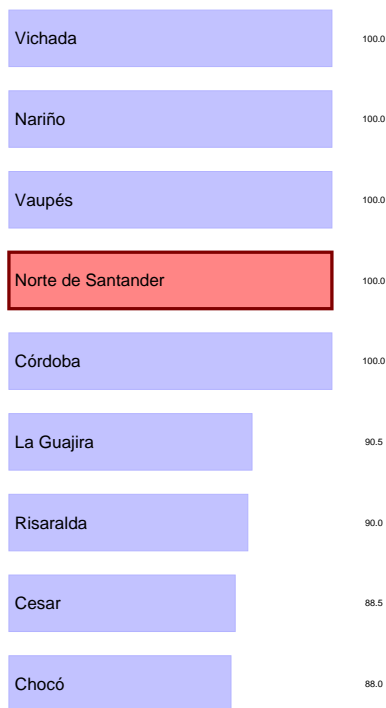 Vichada 100.0
Nariño 100.0
Vaupés 100.0
Norte de Santander 100.0
Córdoba 100.0
La Guajira 90.5
Risaralda 90.0
Cesar 88.5
Chocó 88.0